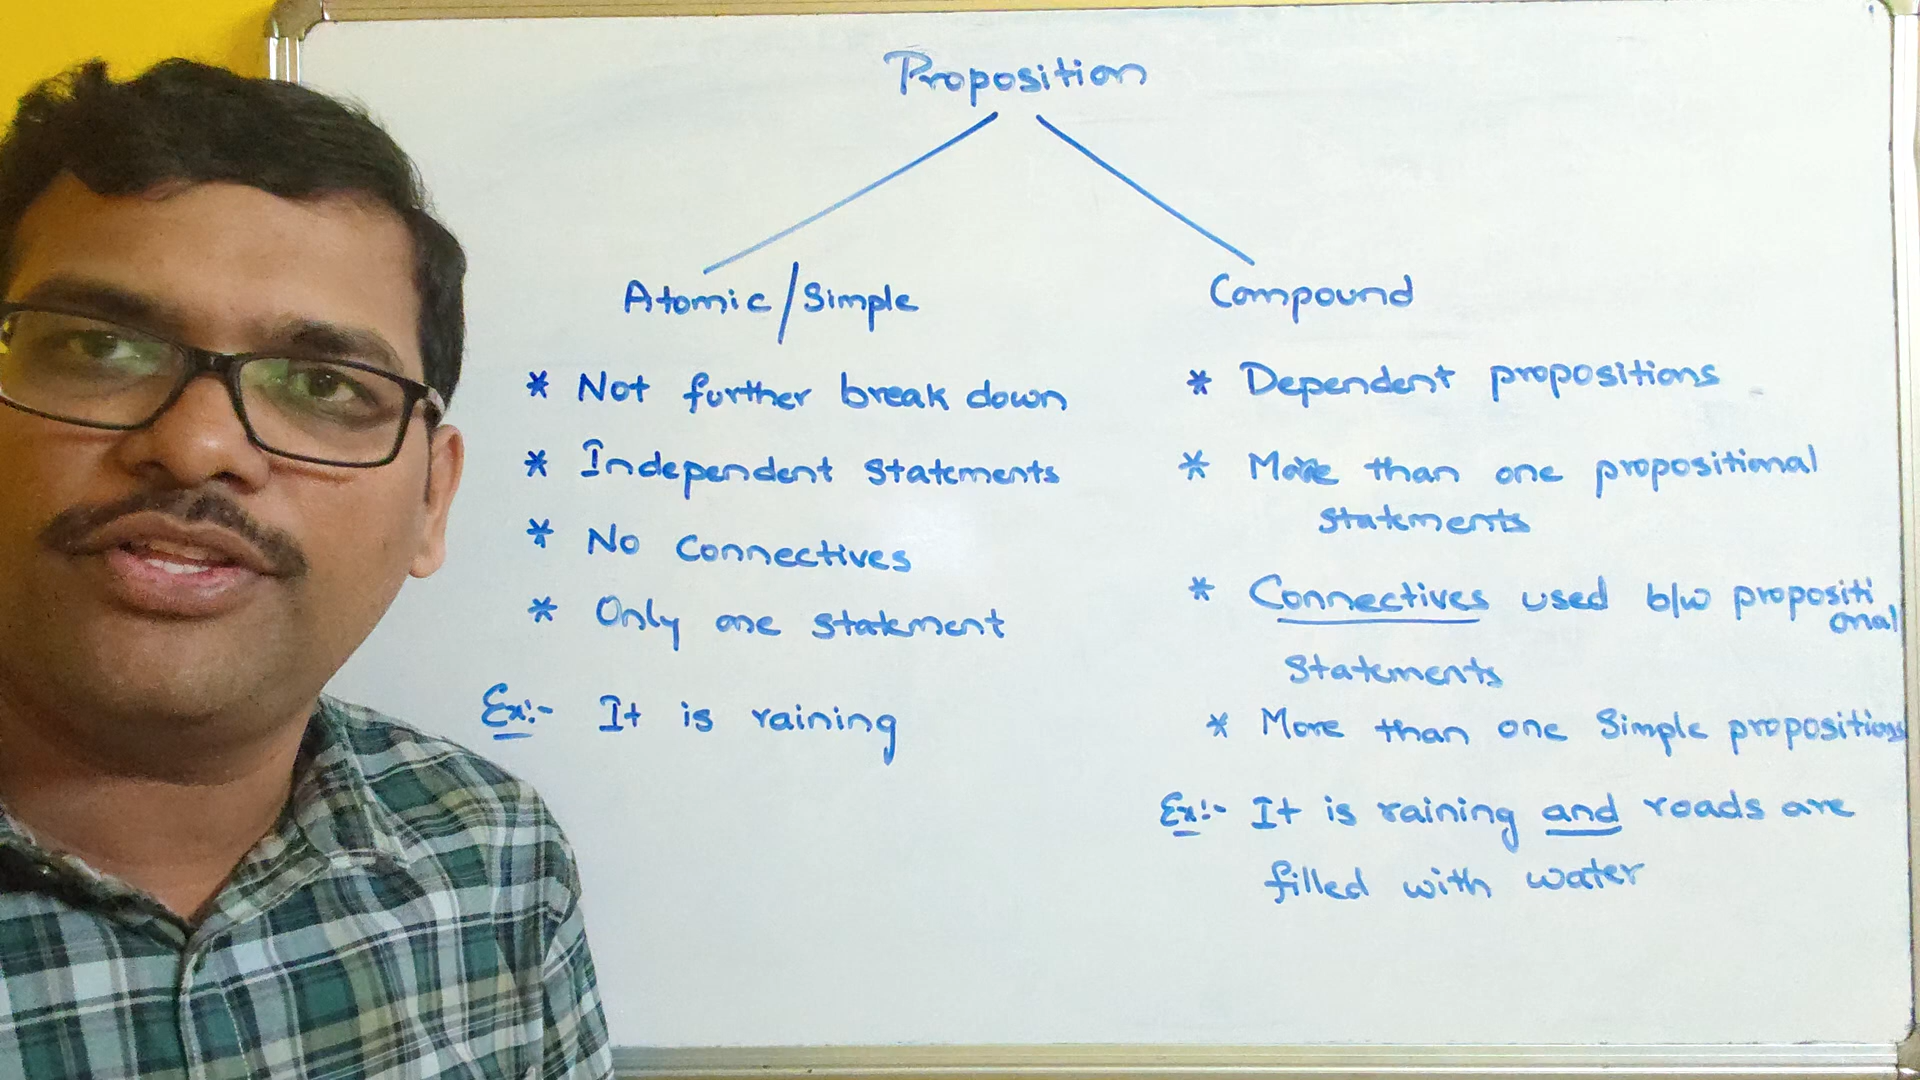 Proposition
Atomic/Simple
* Not further break down
* Independent statements
* No connectives
* Only one statement
Ex:- It is raining
Compound
* Dependent propositions
* More than one propositional
statements
* Connectives used b/w propositi
onal
statements
* More than one Simple propositions
Ex:- It is raining and roads are
filled with water